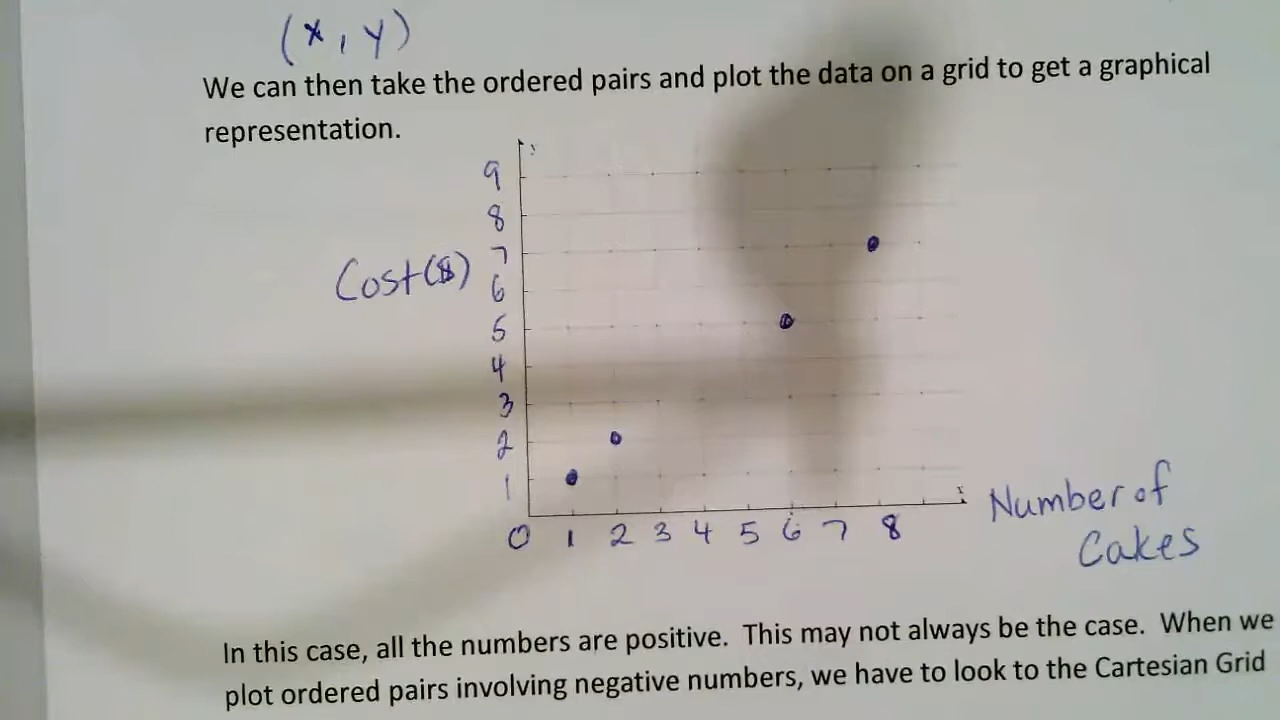 (x, y)
We can then take the ordered pairs and plot the data on a grid to get a graphical
representation.
9
8
7
Cost($)
6
5
4
3
2
1
0 1 2 3 4 5 6 7 8
Number of
Cakes
In this case, all the numbers are positive. This may not always be the case. When we
plot ordered pairs involving negative numbers, we have to look to the Cartesian Grid